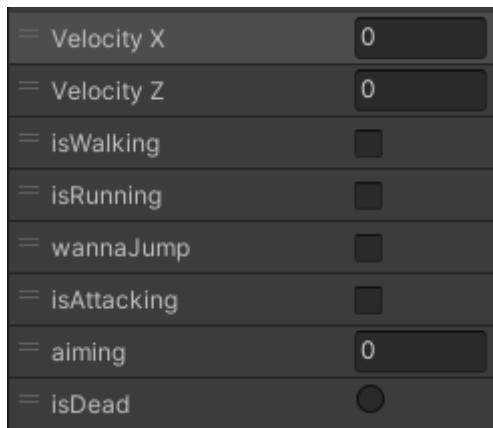 Velocity X 0
Velocity Z 0
isWalking
isRunning
wannaJump
isAttacking
aiming 0
isDead